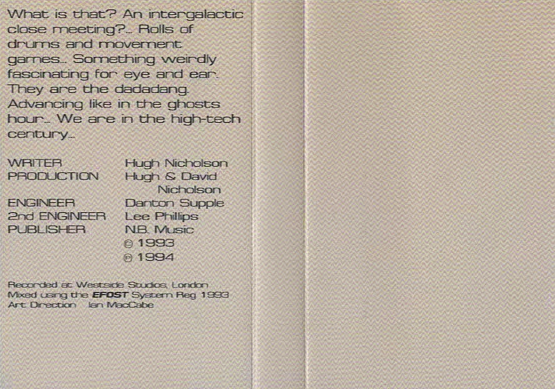 What is that? An intergalactic
close meeting?... Rolls of
drums and movement
games... Something weirdly
fascinating for eye and ear.
They are the dadadang.
Advancing like in the ghosts
hour... We are in the high-tech
century...
WRITER Hugh Nicholson
PRODUCTION Hugh & David
Nicholson
ENGINEER Danton Supple
2nd ENGINEER Lee Phillips
PUBLISHER N.B. Music
© 1993
℗ 1994
Recorded at Westside Studios, London
Mixed using the EFOST System Reg 1993
Art Direction Ian MacCabe